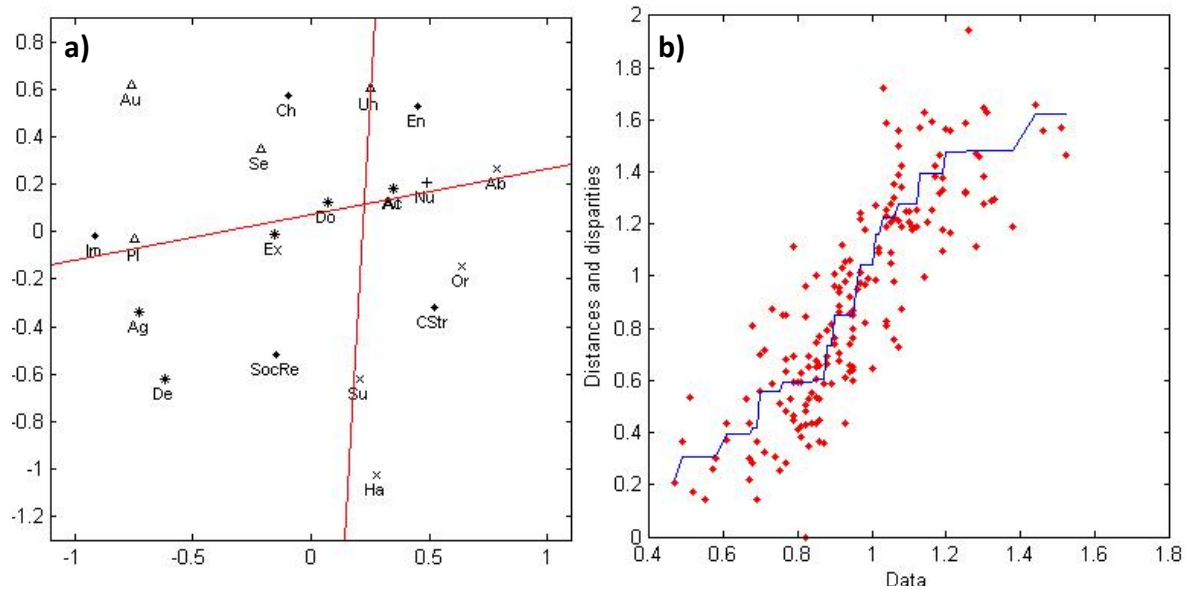 a)
0.8
0.6
0.4
0.2
0
-0.2
-0.4
-0.6
-0.8
-1
-1.2
Au
Ch
Un
En
Se
Ab
Nu
Do
Im
Pl
Ex
Or
Ag
CStr
SocRe
De
Su
Ha
-1 -0.5 0 0.5 1
b)
Distances and disparities
2
1.8
1.6
1.4
1.2
1
0.8
0.6
0.4
0.2
0
0.4 0.6 0.8 1 1.2 1.4 1.6 1.8
Data